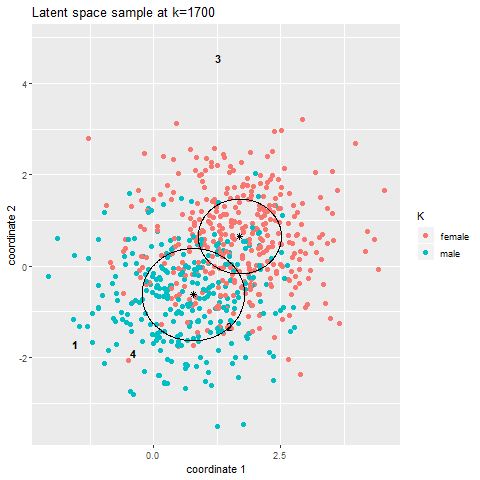 Latent space sample at k=1700
3
4
2
0
-2
coordinate 2
1
4
2
0.0
2.5
coordinate 1
K
female
male